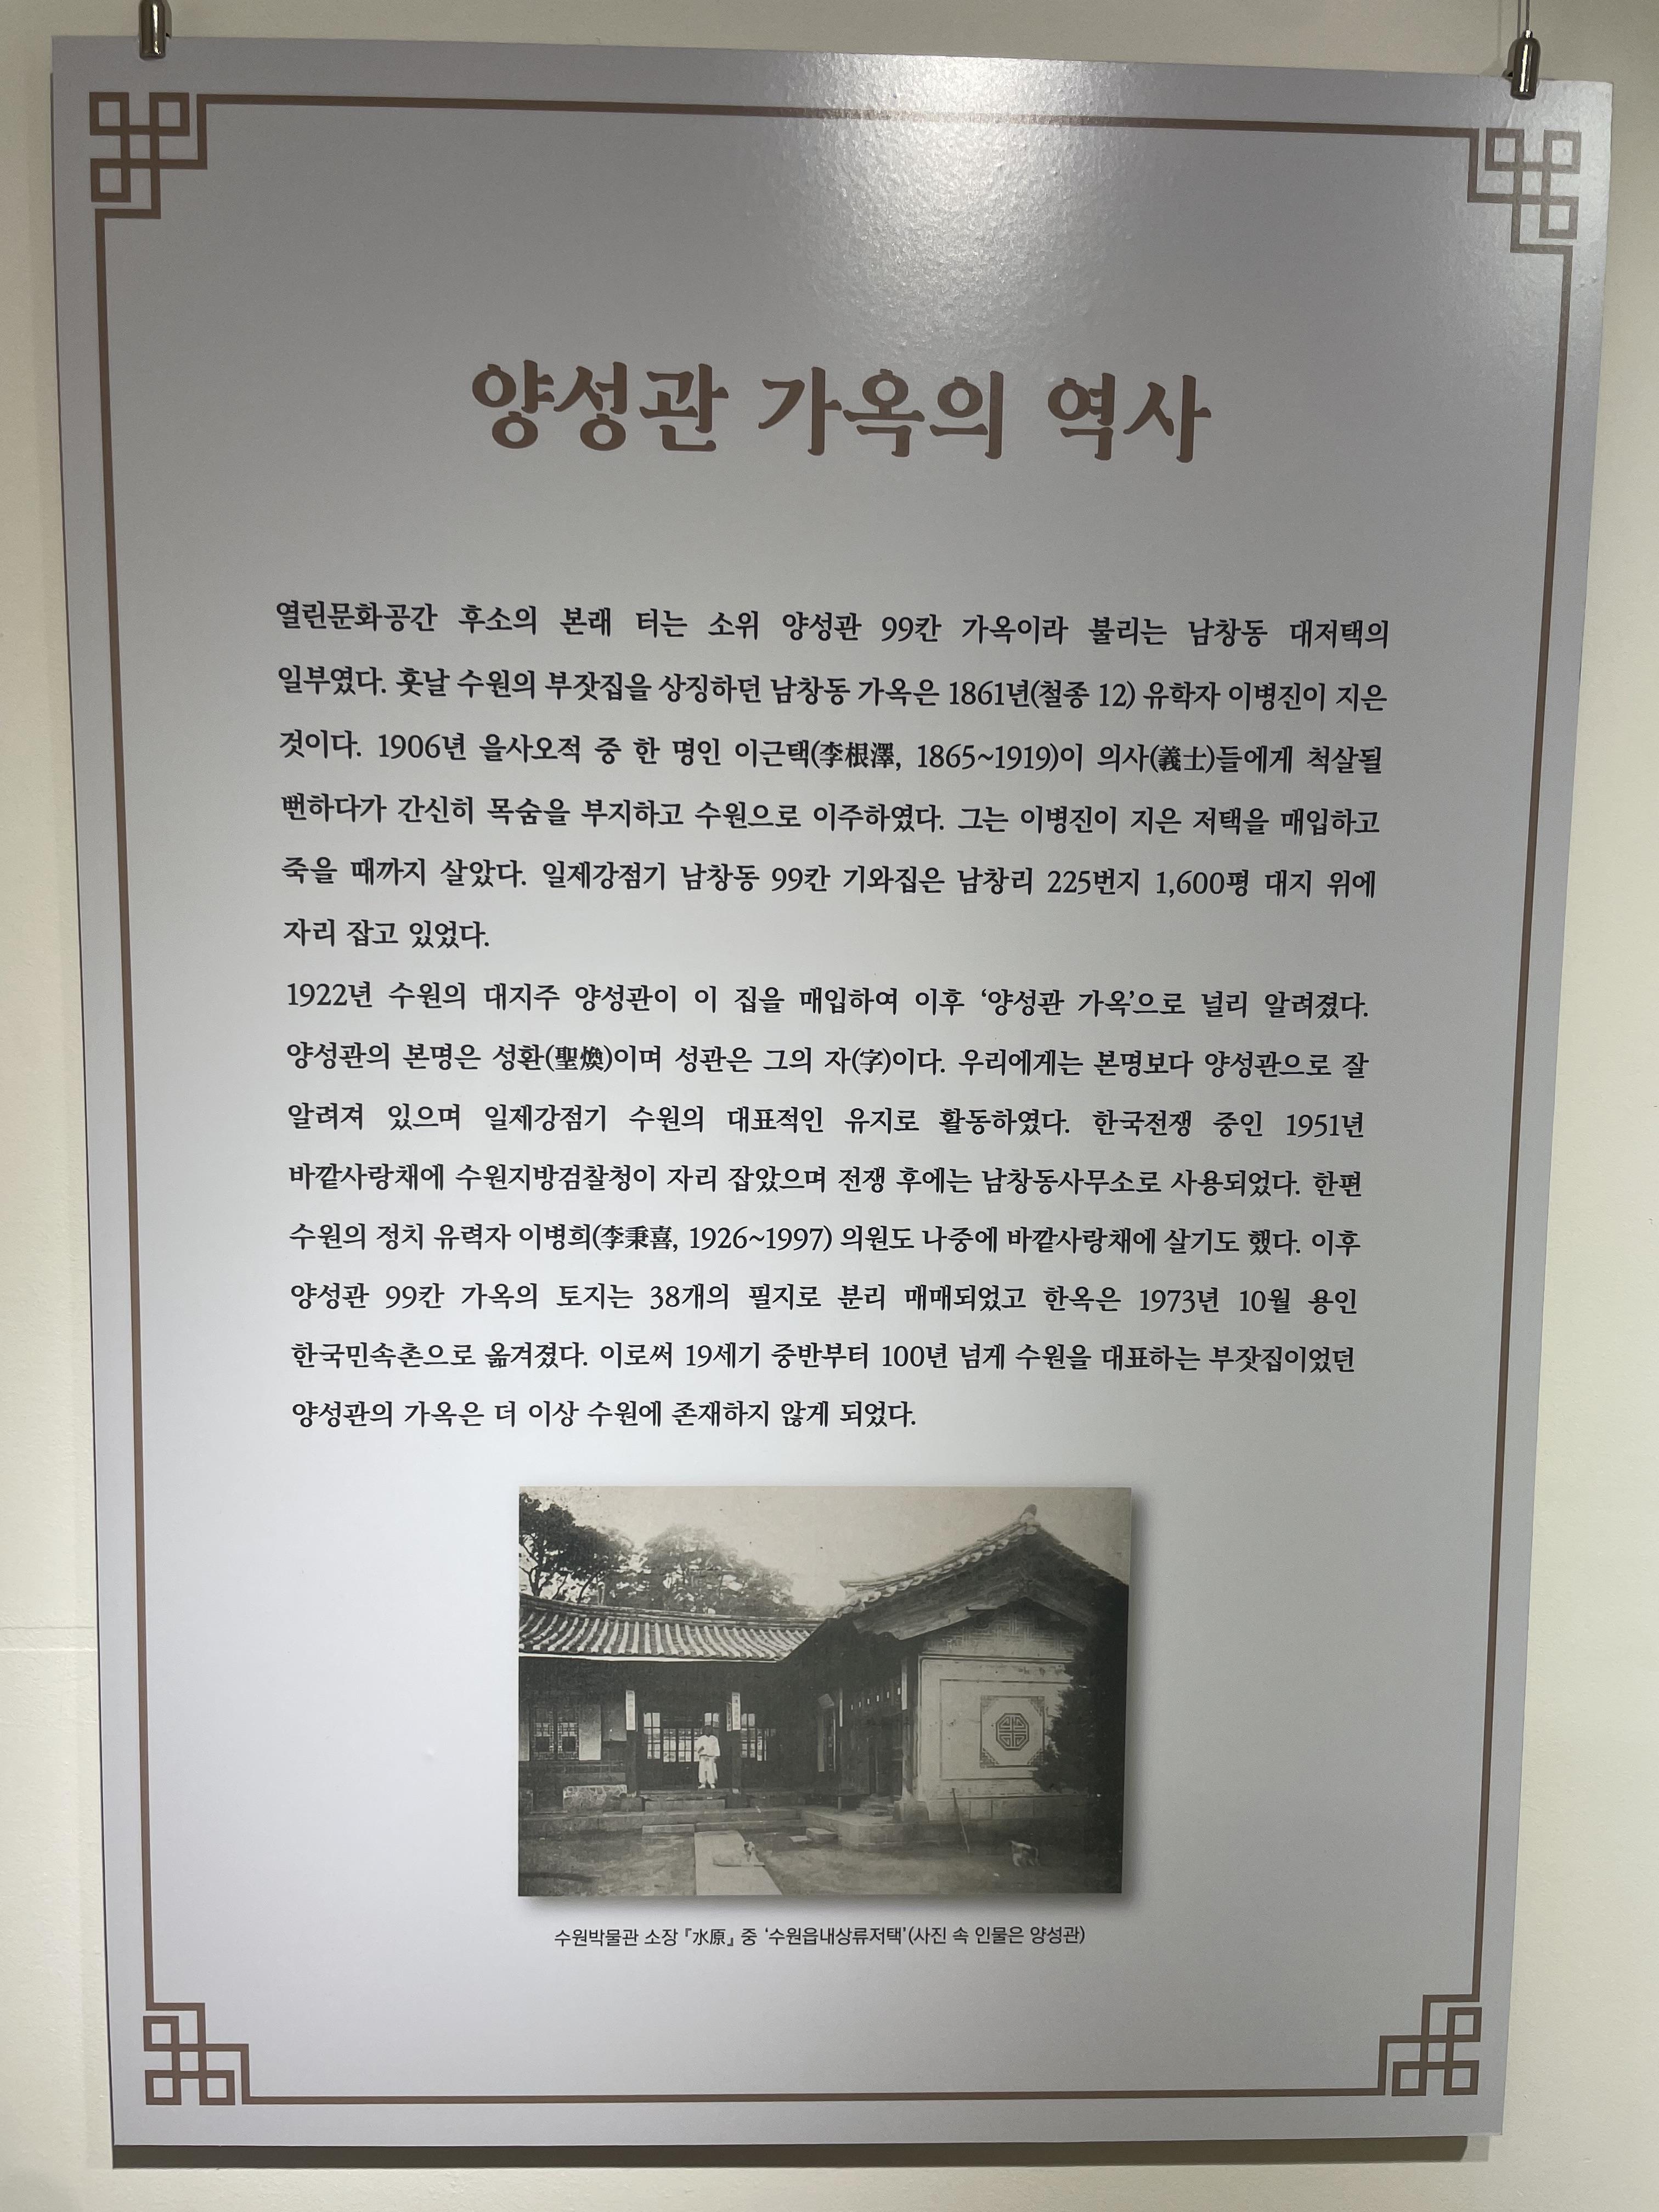 양성관 가옥의 역사
열린문화공간 후소의 본래 터는 소위 양성관 99칸 가옥이라 불리는 남창동 대저택의
일부였다. 훗날 수원의 부잣집을 상징하던 남창동 가옥은 1861년(철종 12) 유학자 이병진이 지은
것이다. 1906년 을사오적 중 한 명인 이근택(李根澤, 1865~1919)이 의사(義士)들에게 척살될
뻔하다가 간신히 목숨을 부지하고 수원으로 이주하였다. 그는 이병진이 지은 저택을 매입하고
죽을 때까지 살았다. 일제강점기 남창동 99칸 기와집은 남창리 225번지 1,600평 대지 위에
자리 잡고 있었다.
1922년 수원의 대지주 양성관이 이 집을 매입하여 이후 ‘양성관 가옥’으로 널리 알려졌다.
양성관의 본명은 성환(聖煥)이며 성관은 그의 자(字)이다. 우리에게는 본명보다 양성관으로 잘
알려져 있으며 일제강점기 수원의 대표적인 유지로 활동하였다. 한국전쟁 중인 1951년
바깥사랑채에 수원지방검찰청이 자리 잡았으며 전쟁 후에는 남창동사무소로 사용되었다. 한편
수원의 정치 유력자 이병희(李秉喜, 1926~1997) 의원도 나중에 바깥사랑채에 살기도 했다. 이후
양성관 99칸 가옥의 토지는 38개의 필지로 분리 매매되었고 한옥은 1973년 10월 용인
한국민속촌으로 옮겨졌다. 이로써 19세기 중반부터 100년 넘게 수원을 대표하는 부잣집이었던
양성관의 가옥은 더 이상 수원에 존재하지 않게 되었다.
수원박물관 소장 『水原』 중 ‘수원읍내상류저택’(사진 속 인물은 양성관)